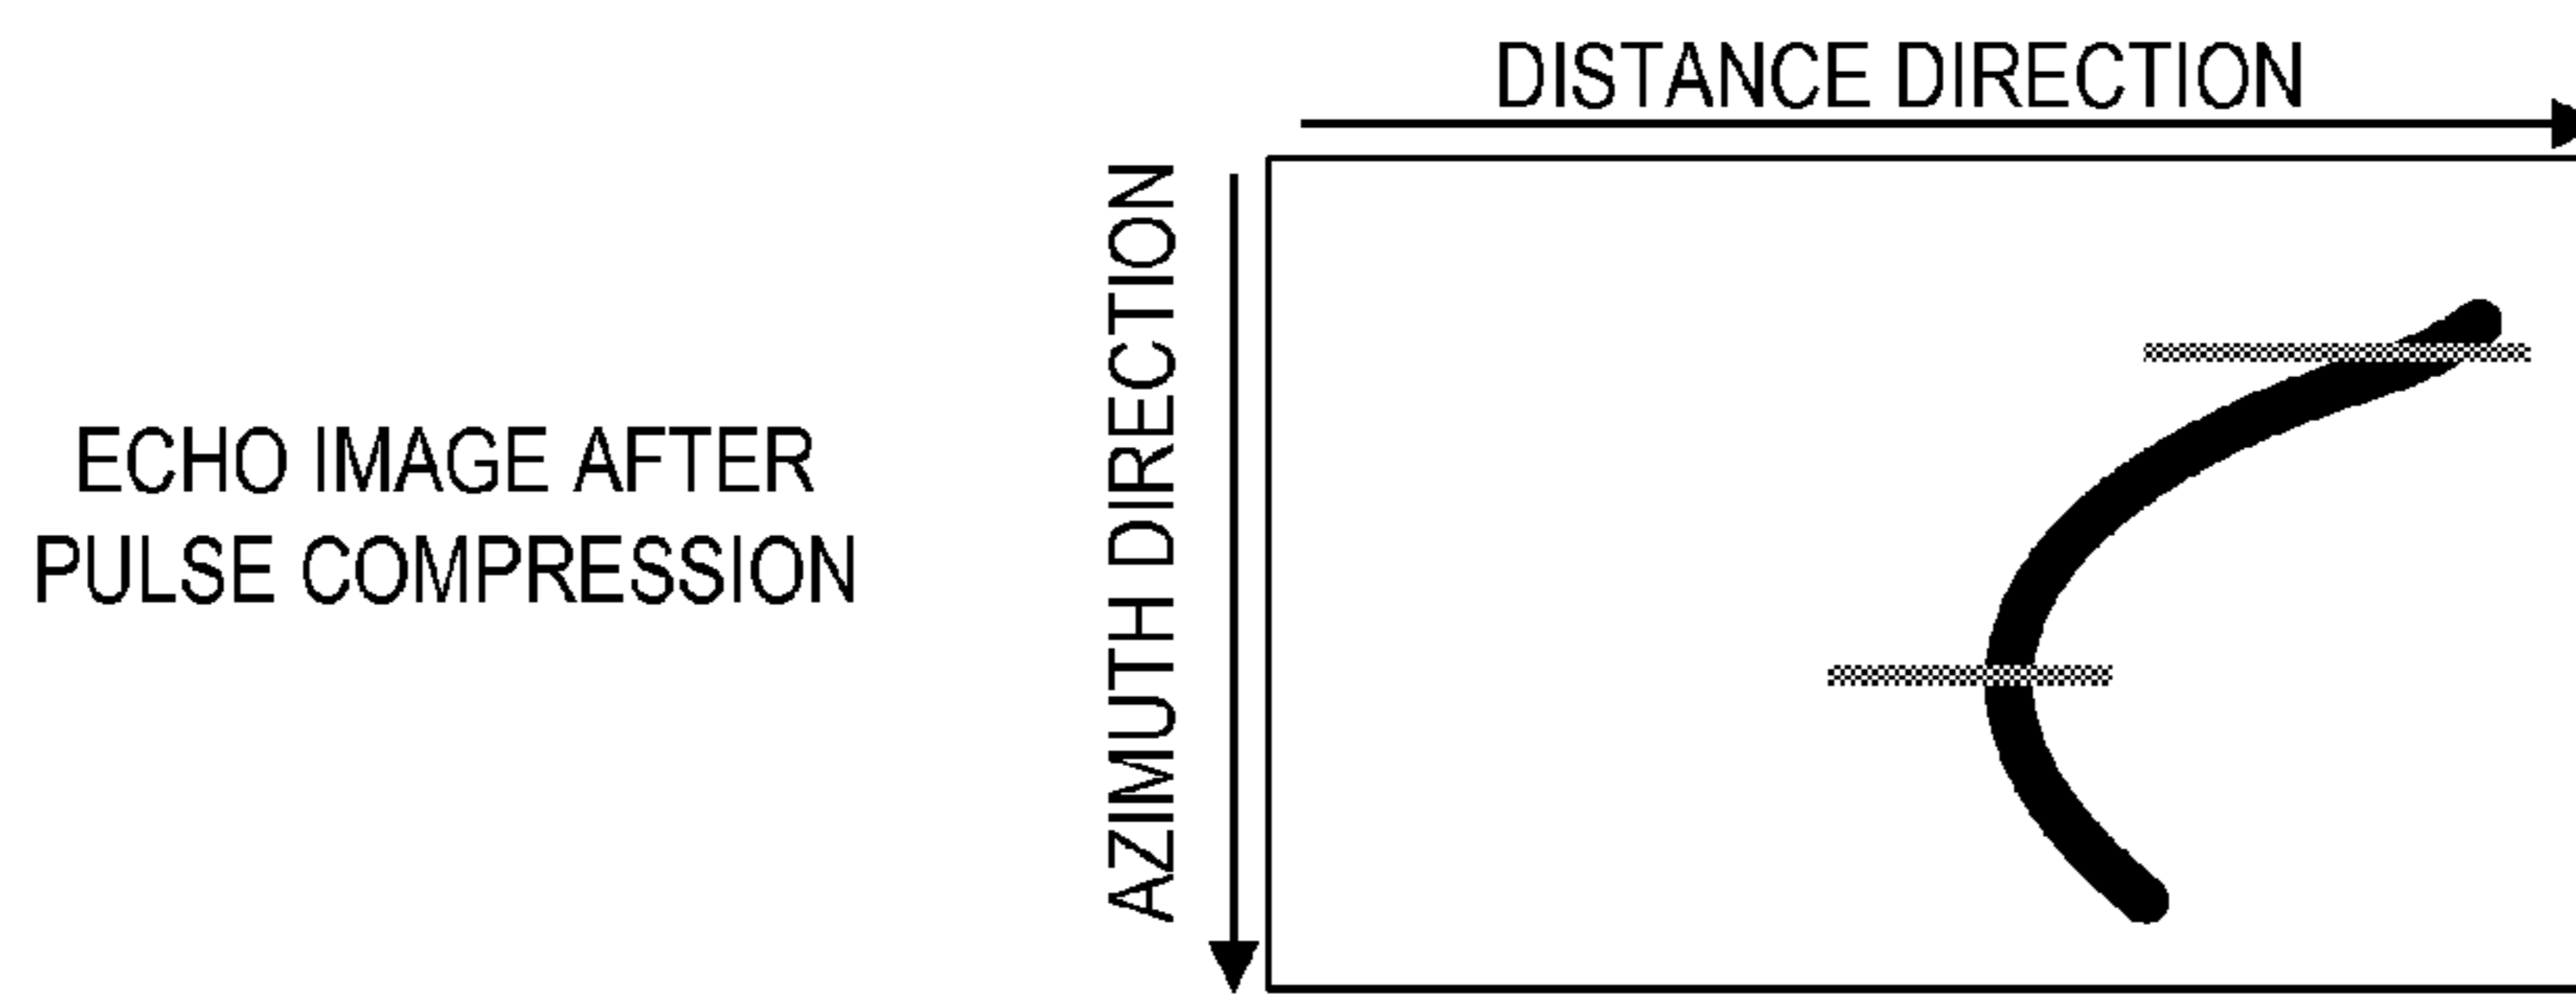 DISTANCE DIRECTION
AZIMUTH DIRECTION
ECHO IMAGE AFTER
PULSE COMPRESSION